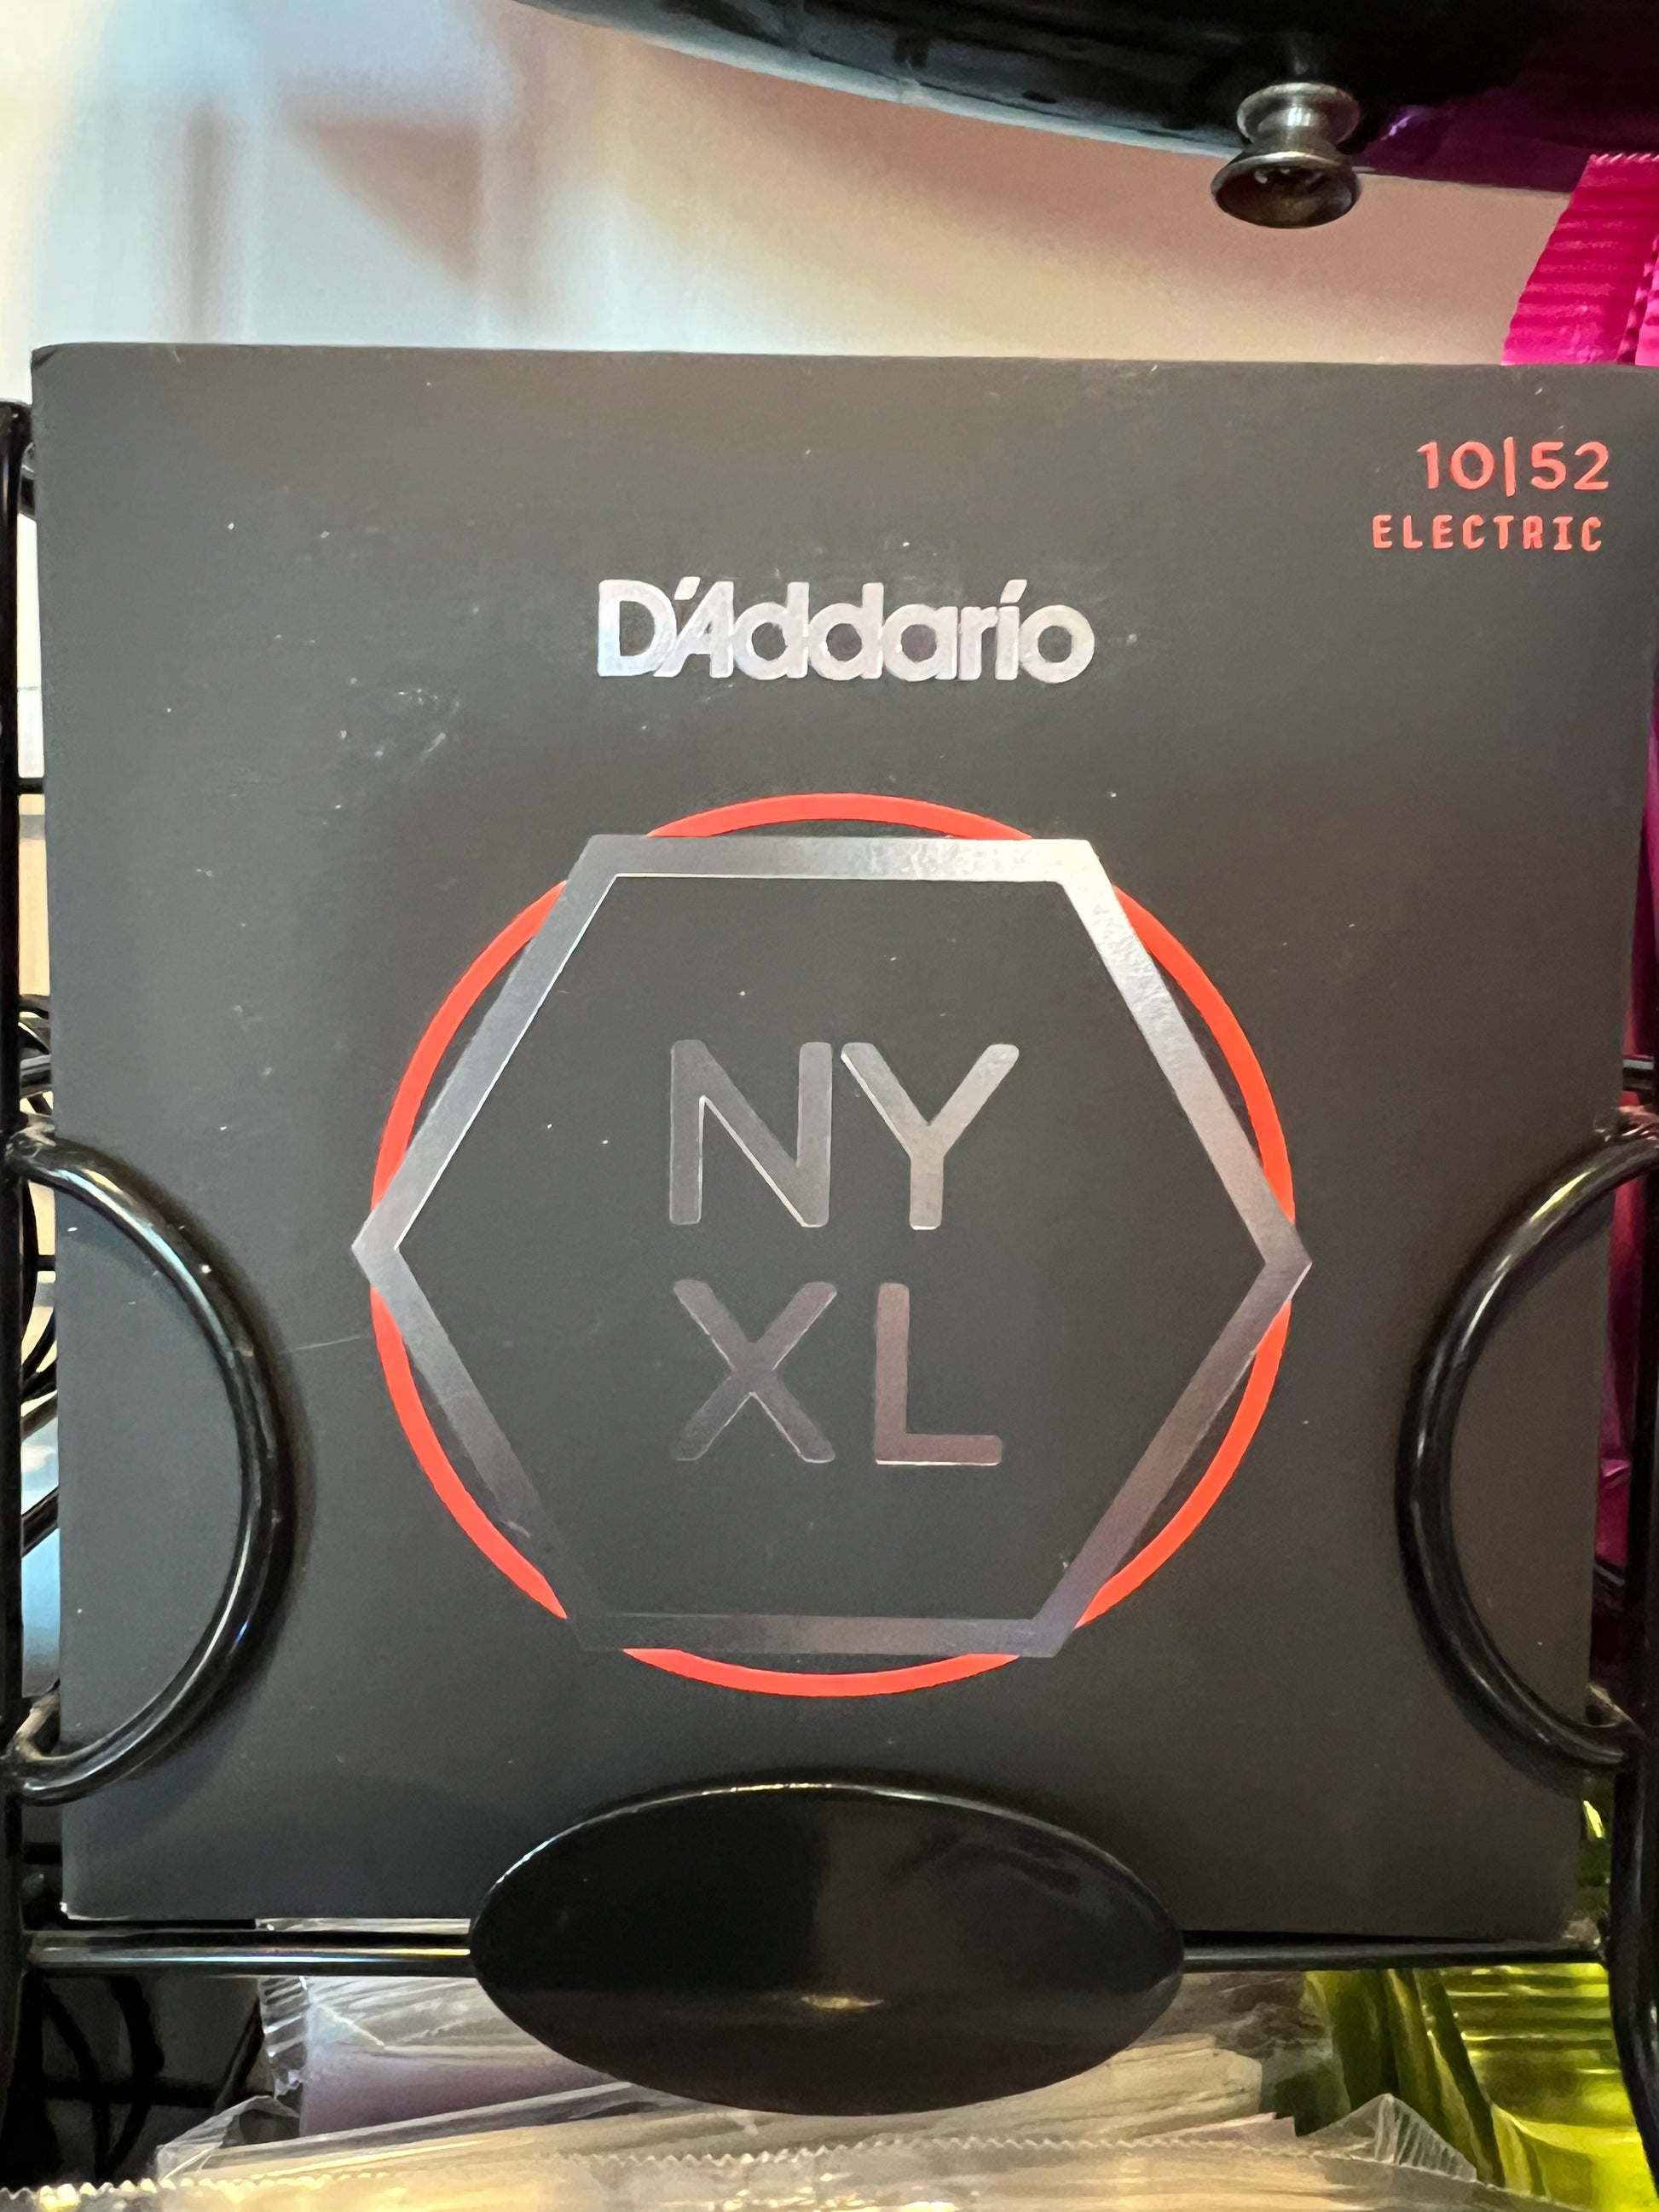 10|52
ELECTRIC
D'Addario
NY
XL